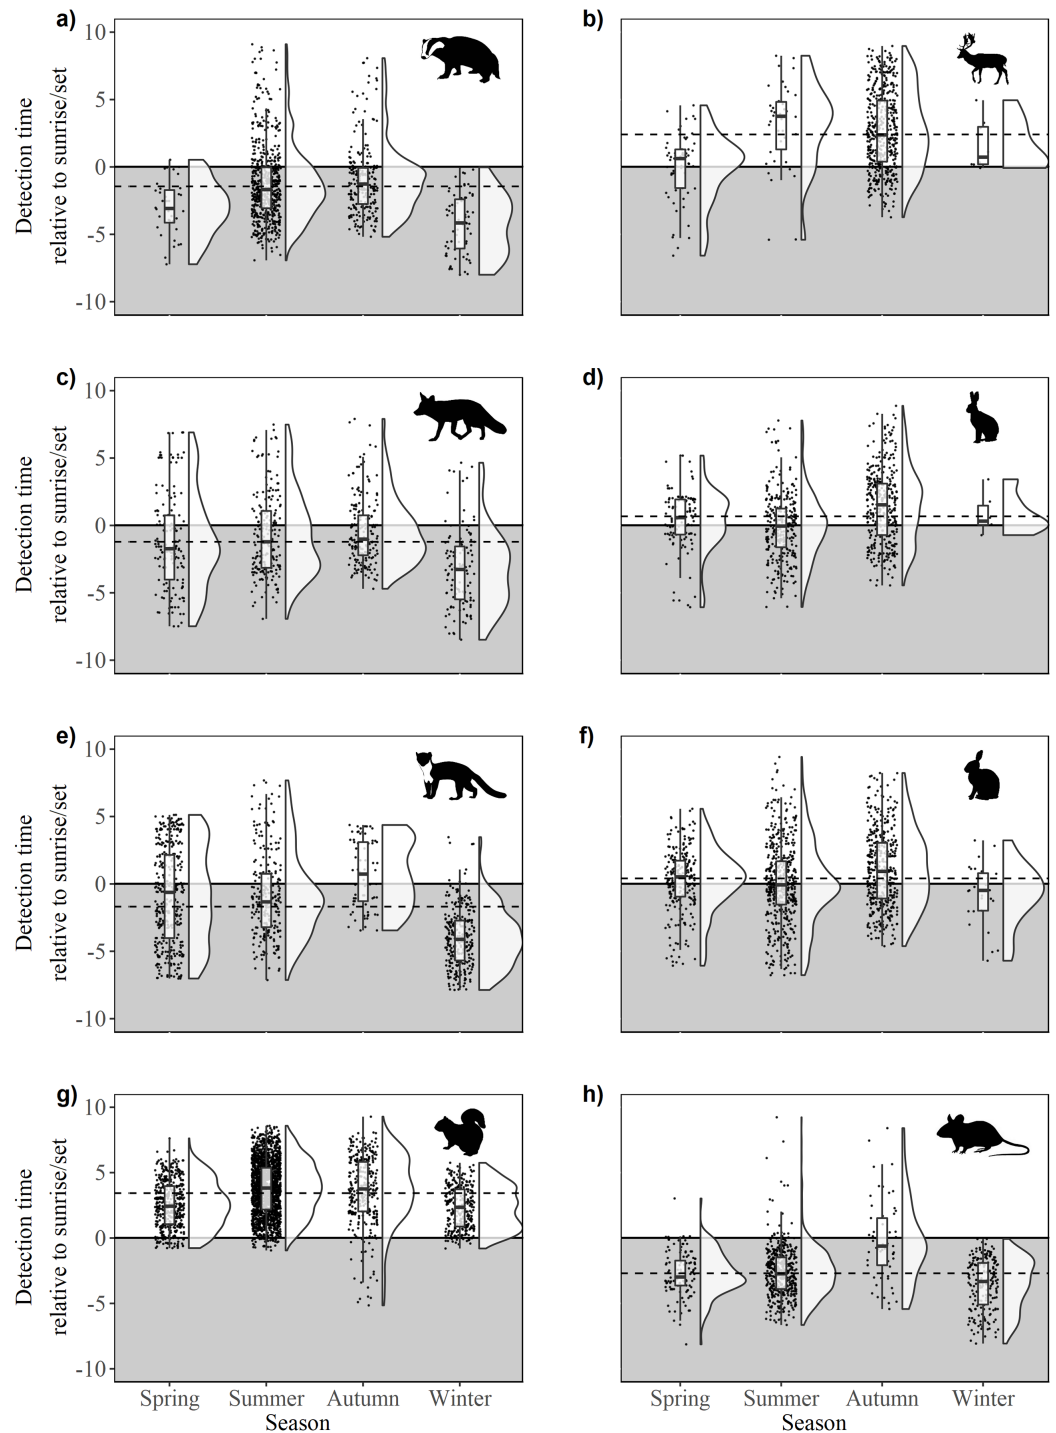 a)
b)
10
5
0
-5
-10
Detection time
relative to sunrise/set
c)
d)
10
5
0
-5
-10
Detection time
relative to sunrise/set
e)
f)
10
5
0
-5
-10
Detection time
relative to sunrise/set
g)
h)
10
5
0
-5
-10
Detection time
relative to sunrise/set
Spring Summer Autumn Winter
Season
Spring Summer Autumn Winter
Season